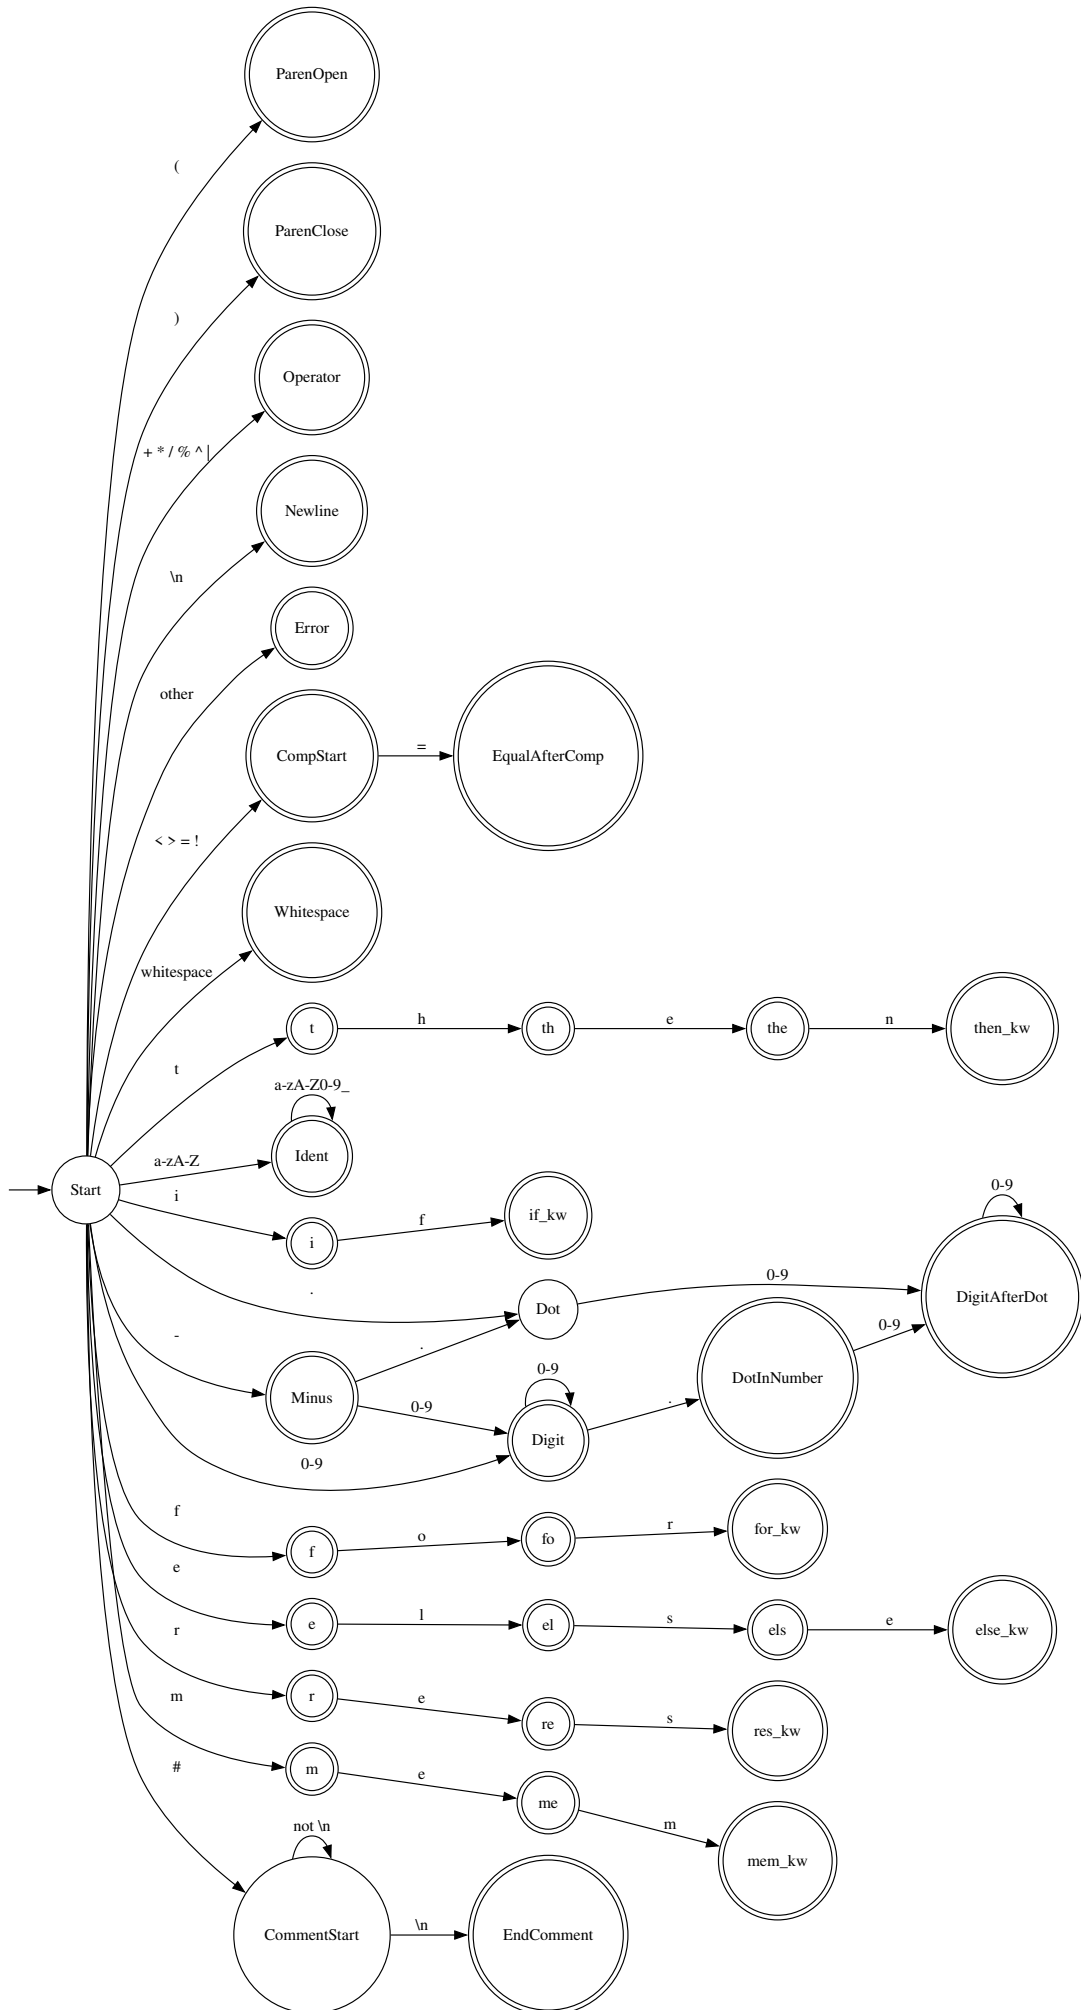 ParenOpen
(
ParenClose
)
Operator
+ * / % ^ |
Newline
\n
Error
other
CompStart
=
EqualAfterComp
< > = !
Whitespace
whitespace
t
h
th
e
the
n
then_kw
t
a-zA-Z0-9_
Ident
a-zA-Z
Start
i
i
f
if_kw
.
Dot
0-9
0-9
DigitAfterDot
-
Minus
.
0-9
0-9
Digit
.
DotInNumber
0-9
0-9
f
f
o
fo
r
for_kw
e
e
l
el
s
els
e
else_kw
r
r
e
re
s
res_kw
m
m
e
me
m
mem_kw
#
not \n
CommentStart
\n
EndComment